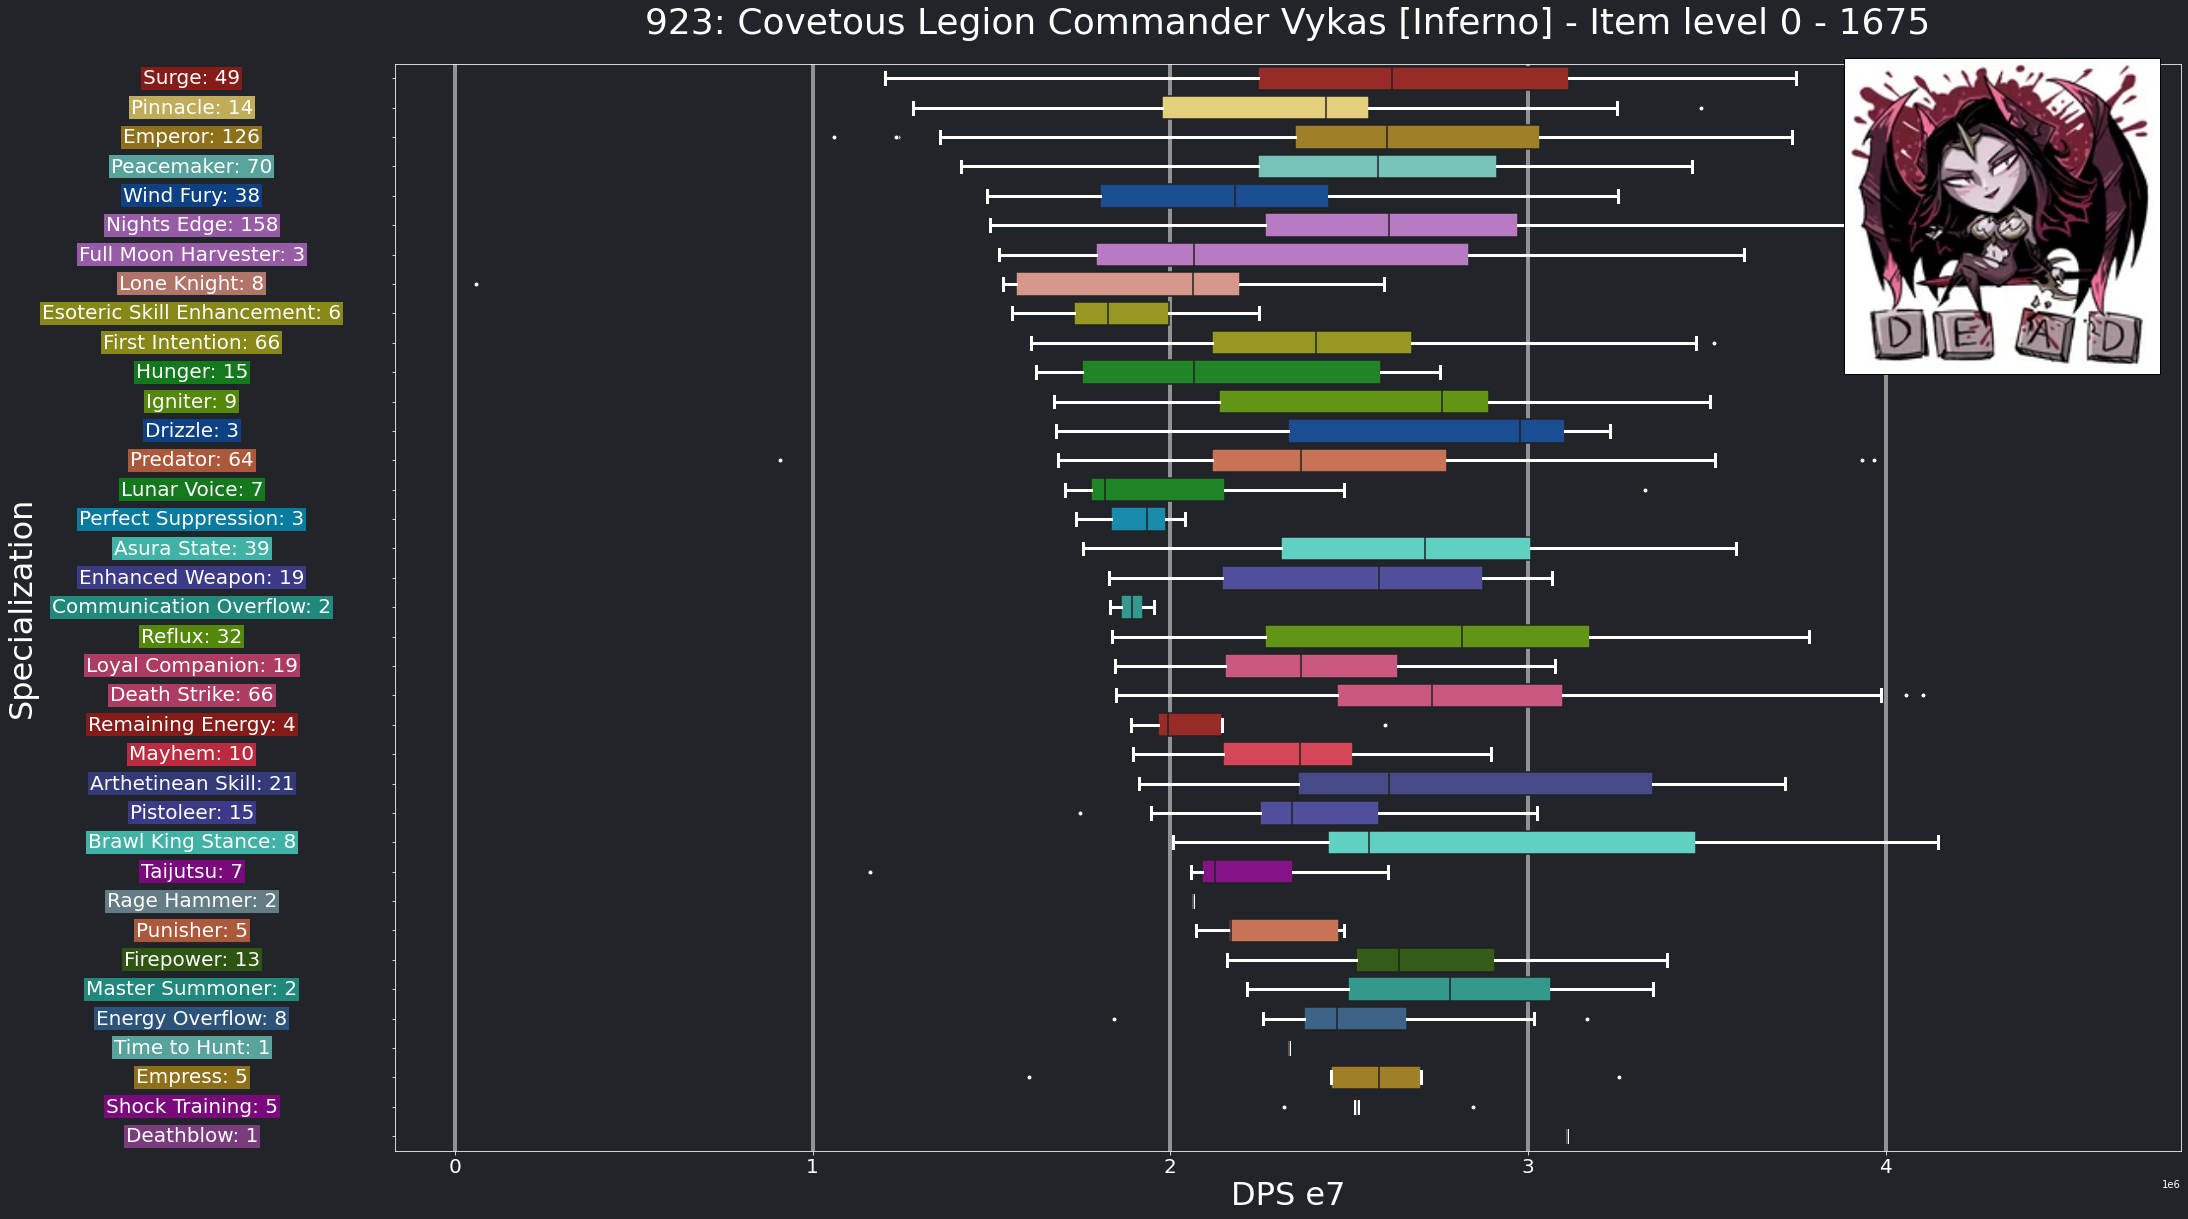 923: Covetous Legion Commander Vykas [Inferno] - Item level 0 - 1675
Surge: 49
Pinnacle: 14
Emperor: 126
Peacemaker: 70
Wind Fury: 38
Nights Edge: 158
Full Moon Harvester: 3
Lone Knight: 8
Esoteric Skill Enhancement: 6
First Intention: 66
Hunger: 15
Igniter: 9
Drizzle: 3
Predator: 64
Lunar Voice: 7
Perfect Suppression: 3
Asura State: 39
Enhanced Weapon: 19
Communication Overflow: 2
Reflux: 32
Loyal Companion: 19
Death Strike: 66
Remaining Energy: 4
Mayhem: 10
Arthetinean Skill: 21
Pistoleer: 15
Brawl King Stance: 8
Taijutsu: 7
Rage Hammer: 2
Punisher: 5
Firepower: 13
Master Summoner: 2
Energy Overflow: 8
Time to Hunt: 1
Empress: 5
Shock Training: 5
Deathblow: 1
Specialization
DEAD
0 1 2 3 4
DPS e7
1e6